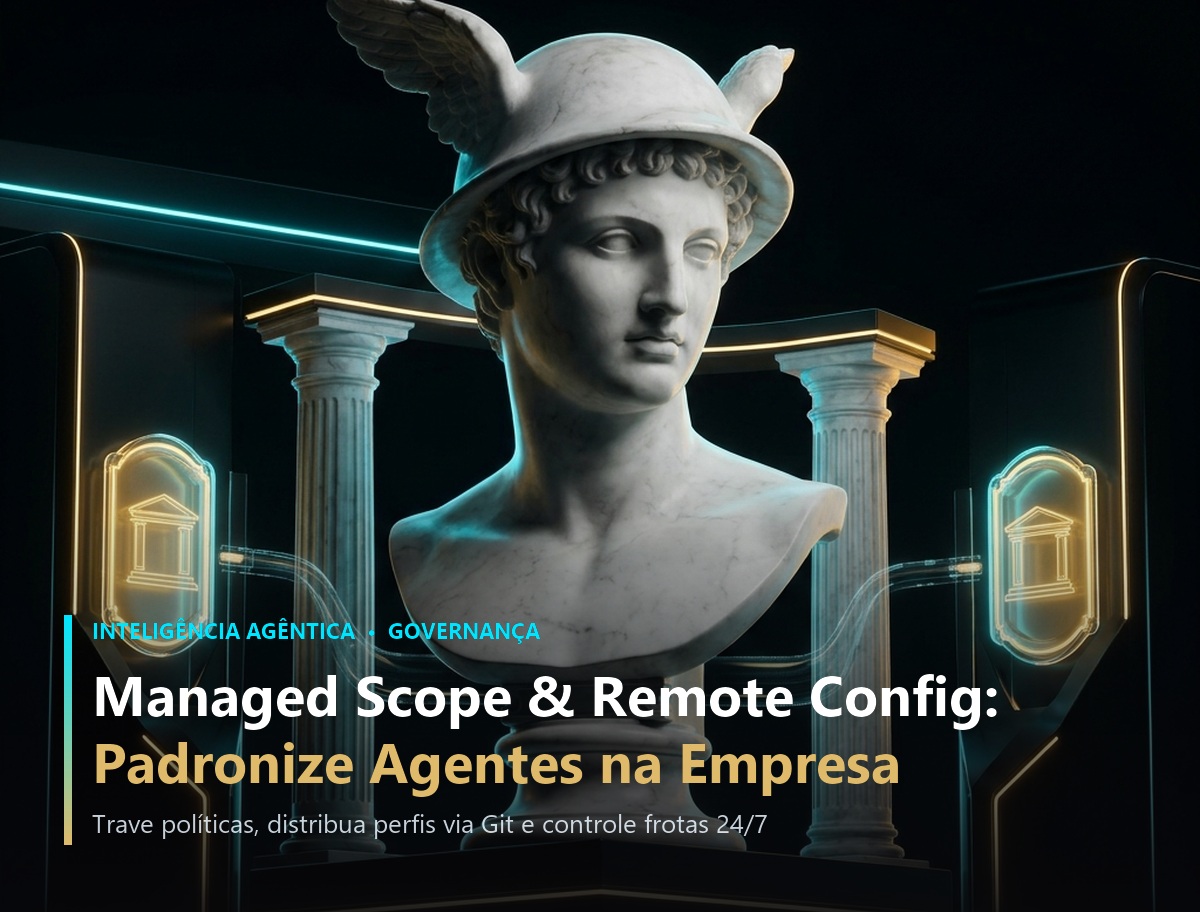 INTELIGÊNCIA AGÊNTICA • GOVERNANÇA
Managed Scope & Remote Config:
Padronize Agentes na Empresa
Trave políticas, distribua perfis via Git e controle frotas 24/7